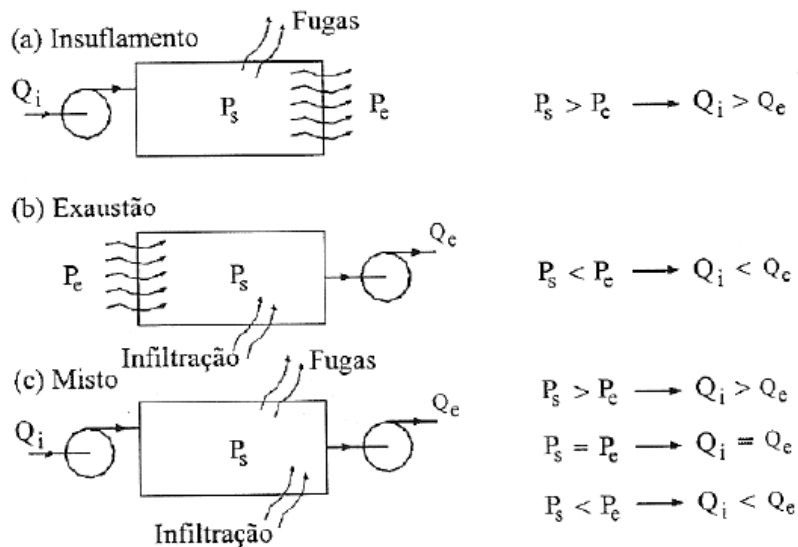 Fugas
(a) Insuflamento
Qi
Ps
Pe
Ps > Pe → Qi > Qe
(b) Exaustão
Qe
Pe
Ps
Ps < Pe → Qi < Qe
Infiltração
Fugas
(c) Misto
Qi
Ps
Qe
Infiltração
Ps > Pe → Qi > Qe
Ps = Pe → Qi = Qe
Ps < Pe → Qi < Qe